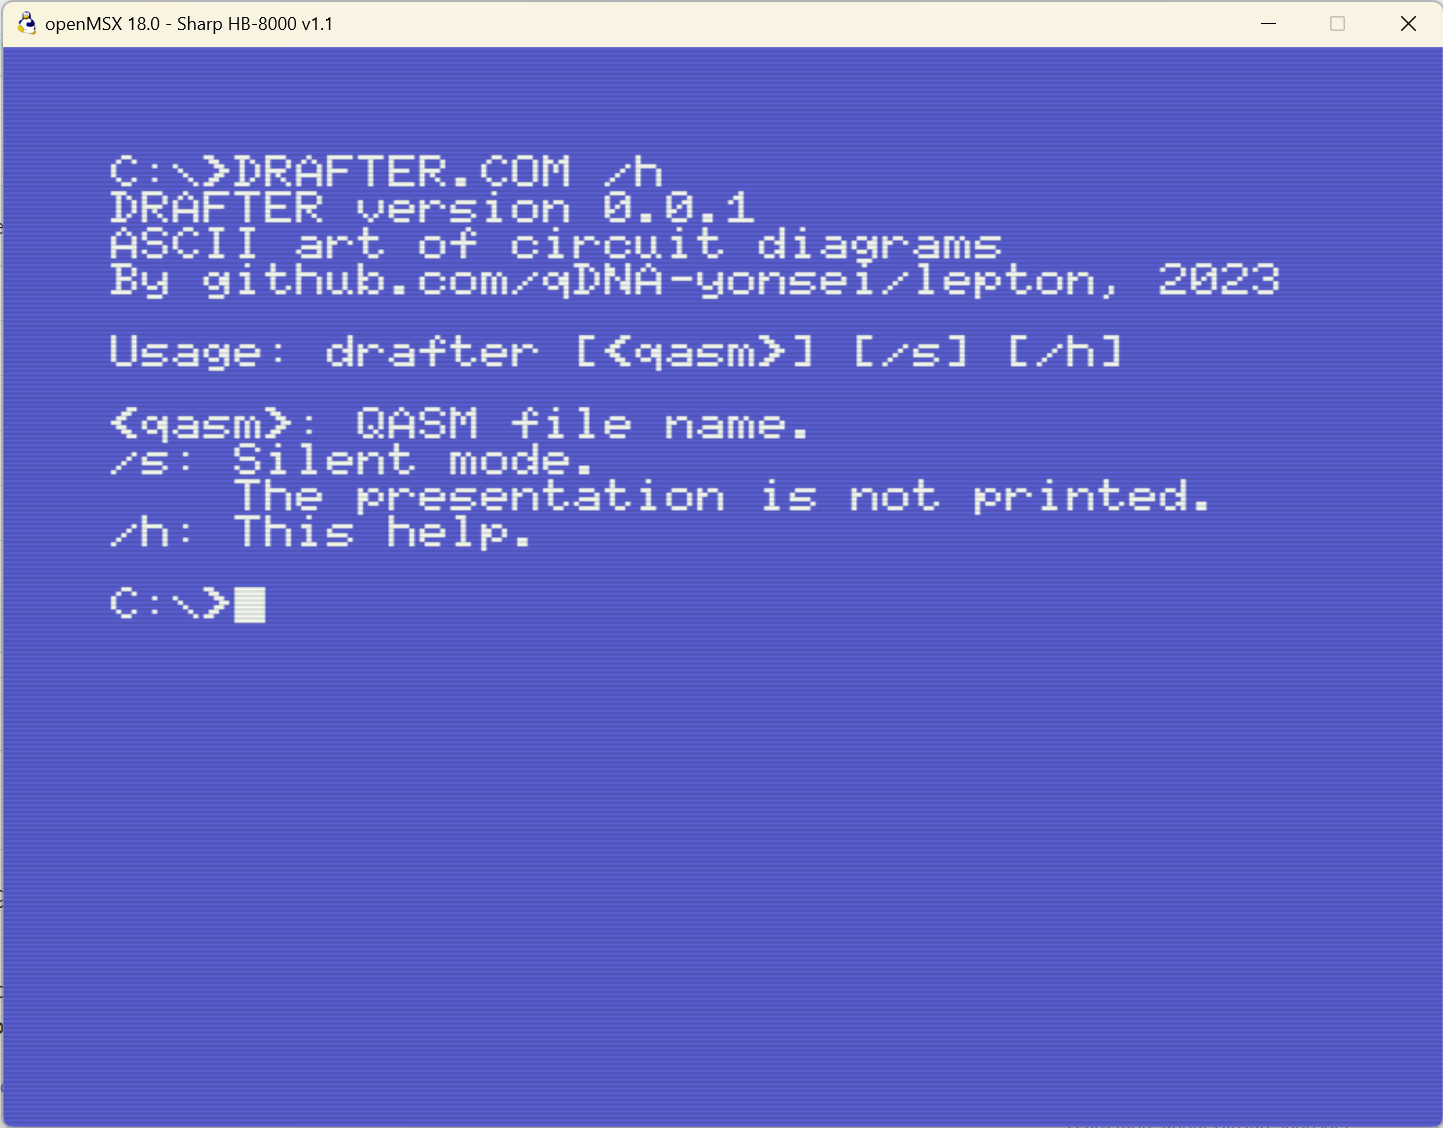 openMSX 18.0 - Sharp HB-8000 v1.1
C:\>DRAFTER.COM /h
DRAFTER version 0.0.1
ASCII art of circuit diagrams
By github.com/qDNA-yonsei/lepton, 2023
Usage: drafter [<qasm>] [/s] [/h]
<qasm>: QASM file name.
/s: Silent mode.
    The presentation is not printed.
/h: This help.
C:\>